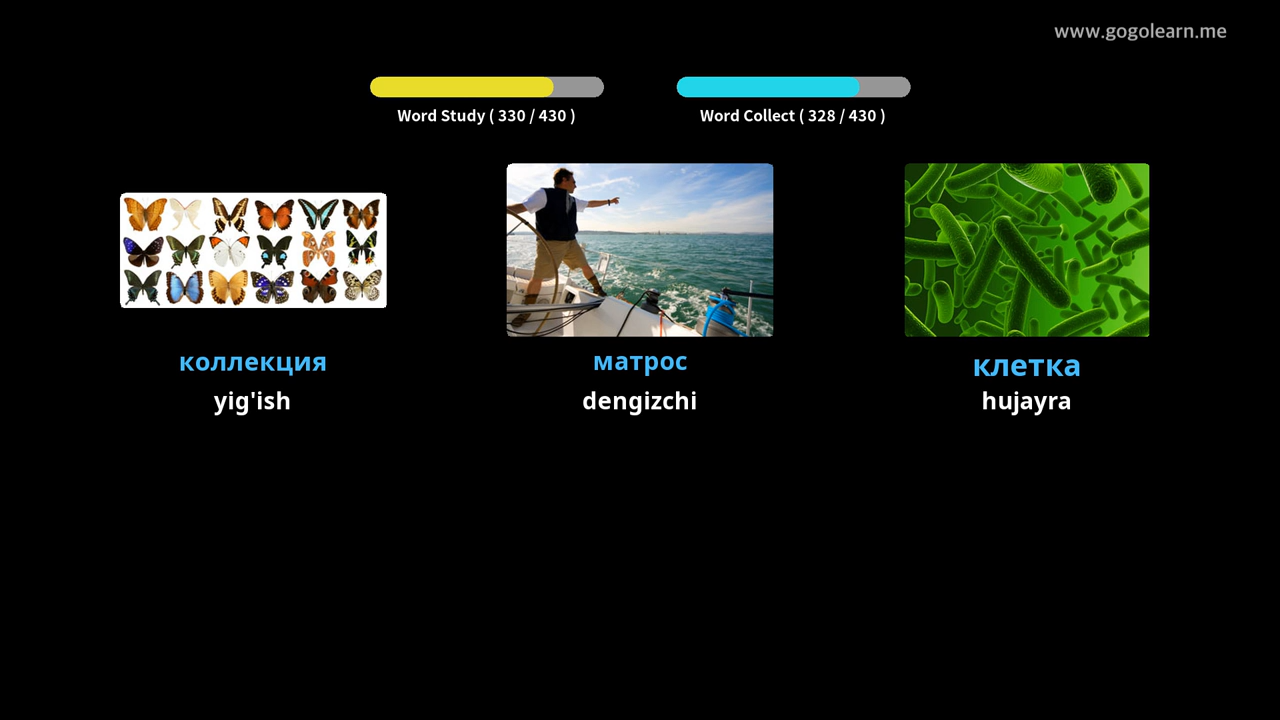 www.gogolearn.me
Word Study ( 330 / 430 )
Word Collect ( 328 / 430 )
коллекция
yig'ish
матрос
dengizchi
клетка
hujayra